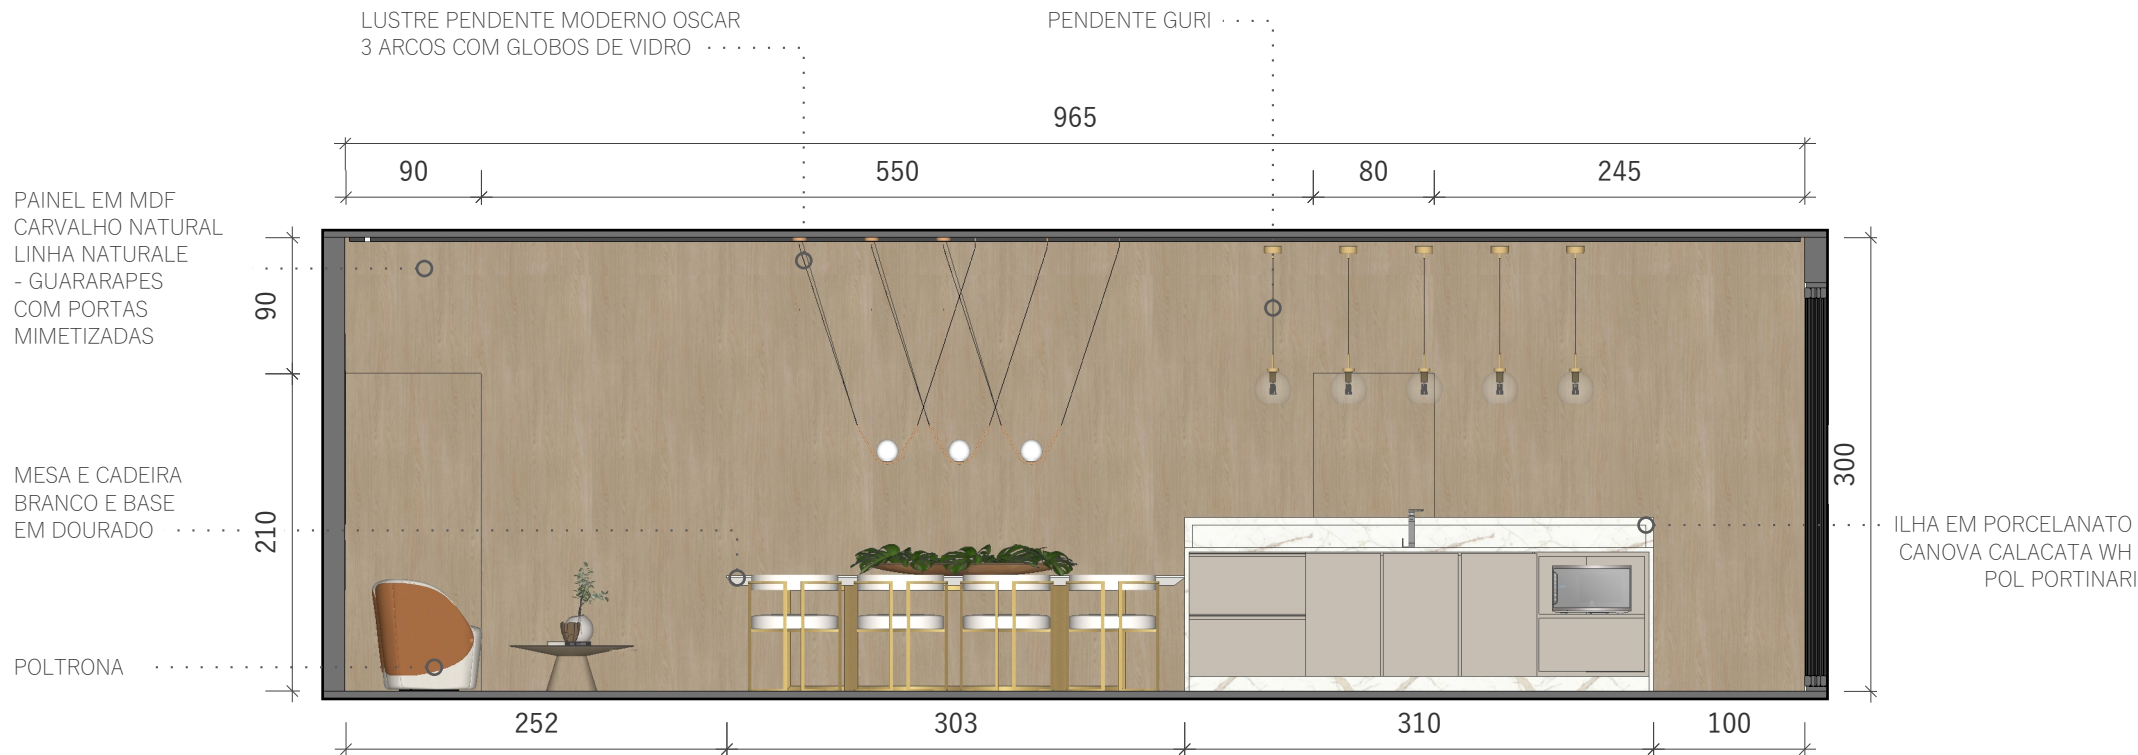 LUSTRE PENDENTE MODERNO OSCAR
3 ARCOS COM GLOBOS DE VIDRO
PENDENTE GURI
965
90
550
80
245
PAINEL EM MDF
CARVALHO NATURAL
LINHA NATURALE
- GUARARAPES
COM PORTAS
MIMETIZADAS
90
300
MESA E CADEIRA
BRANCO E BASE
EM DOURADO
210
ILHA EM PORCELANATO
CANOVA CALACATA WH
POL PORTINARI
POLTRONA
252
303
310
100